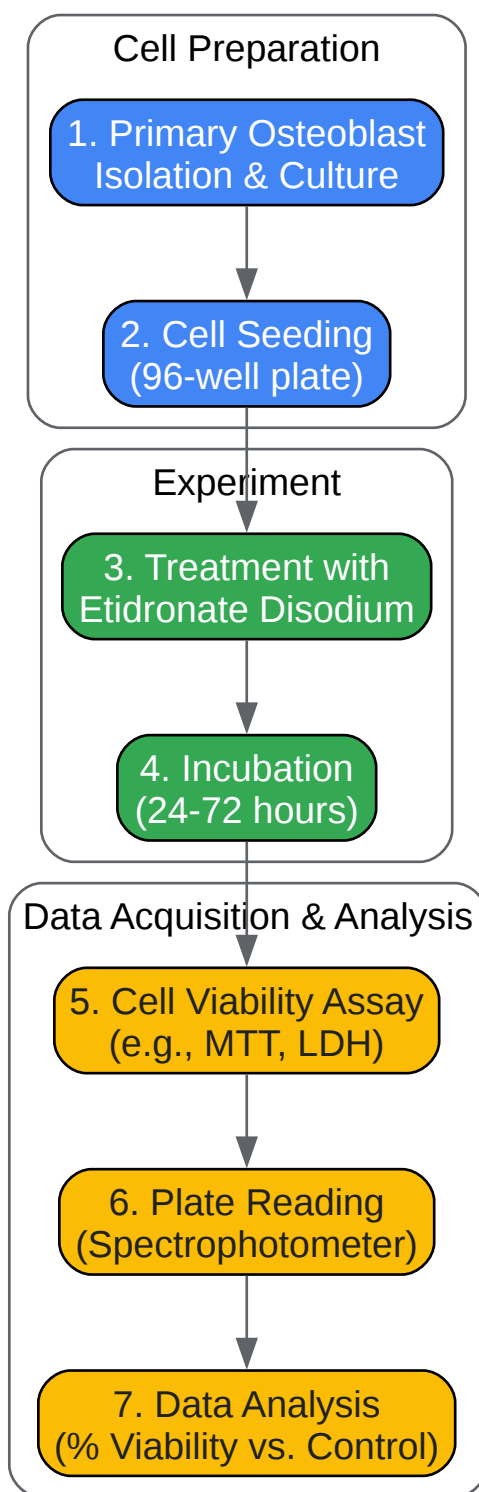 Cell Preparation
1. Primary Osteoblast
Isolation & Culture
2. Cell Seeding
(96-well plate)
Experiment
3. Treatment with
Etidronate Disodium
4. Incubation
(24-72 hours)
Data Acquisition & Analysis
5. Cell Viability Assay
(e.g., MTT, LDH)
6. Plate Reading
(Spectrophotometer)
7. Data Analysis
(% Viability vs. Control)